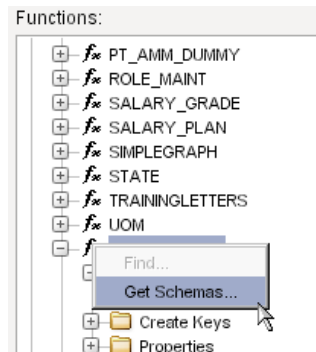 Functions:
PT_AMM_DUMMY
ROLE_MAINT
SALARY_GRADE
SALARY_PLAN
SIMPLEGRAPH
STATE
TRAININGLETTERS
UOM
Find...
Get Schemas...
Create Keys
Properties